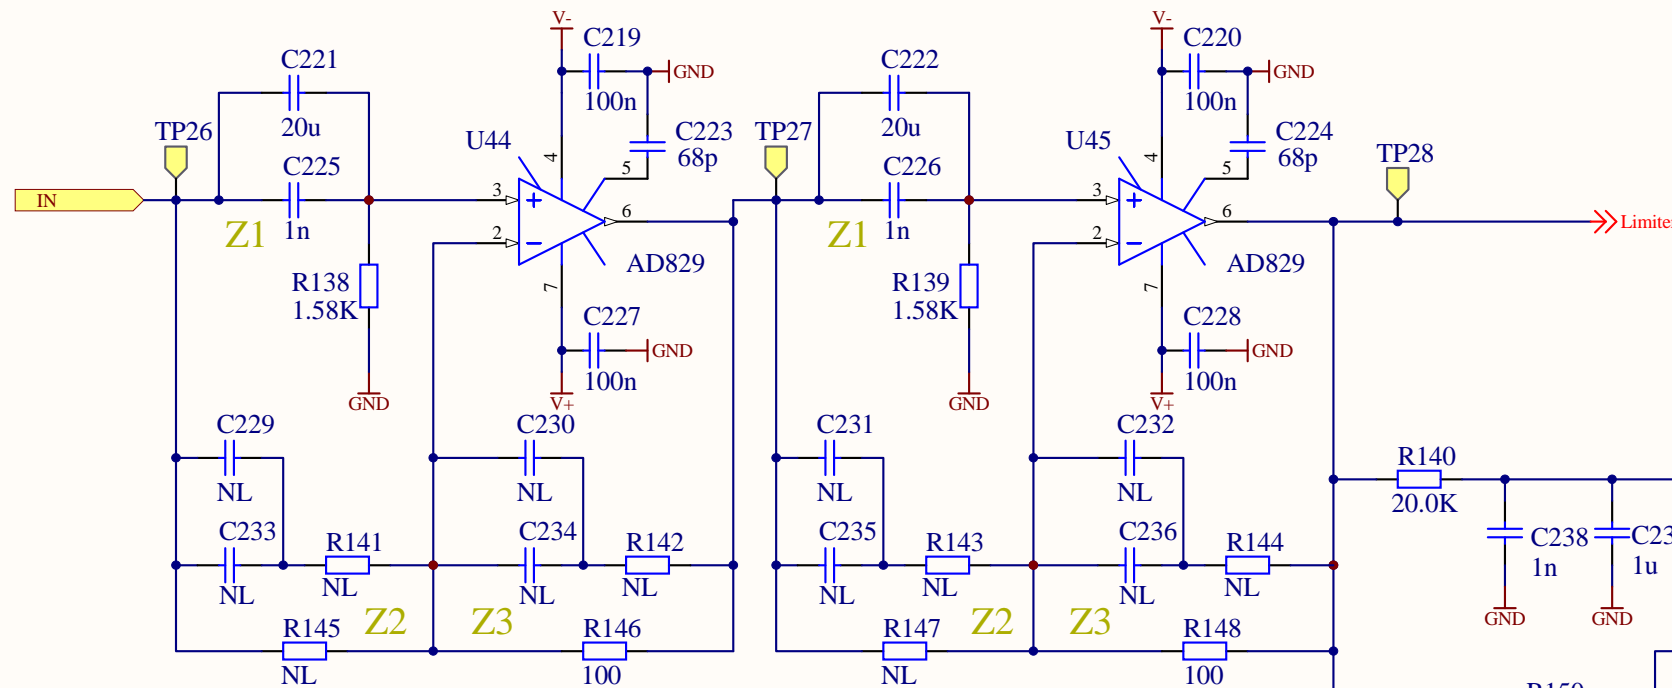 V-
V-
C219
C220
C221
C222
GND
GND
100n
100n
TP26
20u
U44
4
C223
68p
TP27
20u
U45
4
C224
68p
TP28
C225
5
C226
5
IN
3
6
3
6
Limite
Z1
1n
2
Z1
1n
2
AD829
AD829
R138
1.58K
7
R139
1.58K
7
C227
C228
GND
GND
100n
100n
GND
V+
GND
V+
C229
C230
C231
C232
R140
NL
NL
NL
NL
20.0K
C233
R141
C234
R142
C235
R143
C236
R144
C238
C23
1n
1u
NL
NL
NL
NL
NL
NL
NL
NL
GND
GND
R145
Z2
Z3
R146
R147
Z2
Z3
R148
NL
100
NL
100